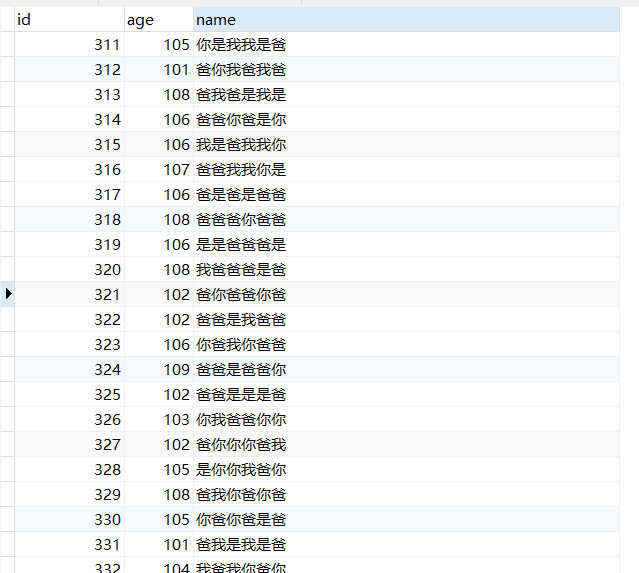 id age name
311 105 你是我我是爸
312 101 爸你我爸我爸
313 108 爸我爸是我是
314 106 爸爸你爸是你
315 106 我是爸我我你
316 107 爸爸我我你是
317 106 爸是爸是爸爸
318 108 爸爸爸你爸爸
319 106 是是爸爸爸是
320 108 我爸爸爸是爸
321 102 爸你爸爸你爸
322 102 爸爸是我爸爸
323 106 你爸我你爸爸
324 109 爸爸是爸爸你
325 102 爸爸是是是爸
326 103 你我爸爸你你
327 102 爸你你你爸我
328 105 是你你我爸你
329 108 爸我你爸你爸
330 105 你爸你爸是爸
331 101 爸我是我是爸
332 104 我爸我你爸你